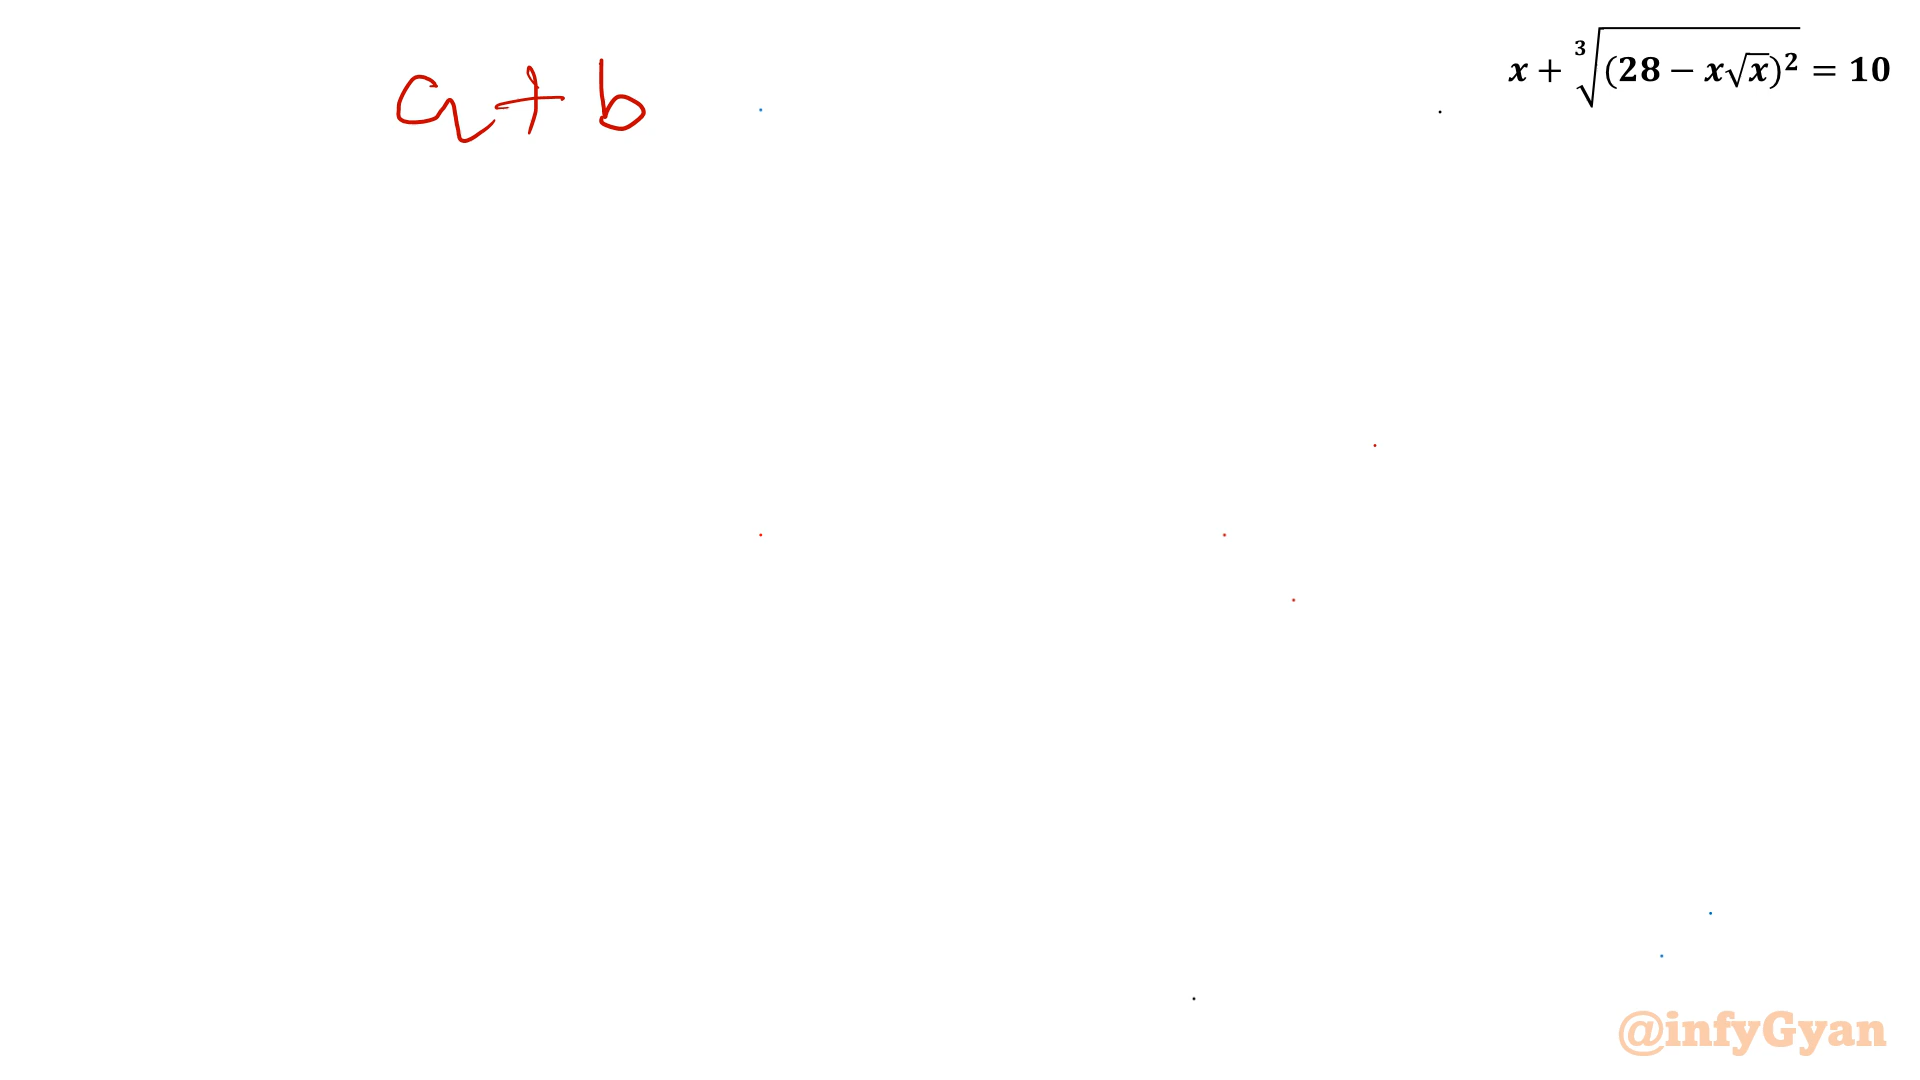 a + b
x + ∛(28 − x√x)² = 10
@infyGyan